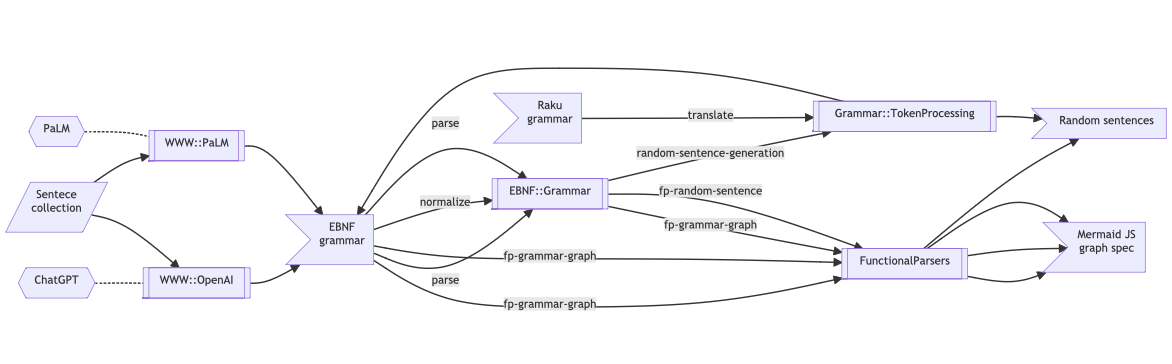 PaLM
WWW::PaLM
Sentece
collection
ChatGPT
WWW::OpenAI
EBNF
grammar
parse
normalize
parse
fp-grammar-graph
fp-grammar-graph
Raku
grammar
EBNF::Grammar
translate
random-sentence-generation
fp-random-sentence
fp-grammar-graph
Grammar::TokenProcessing
FunctionalParsers
Random sentences
Mermaid JS
graph spec